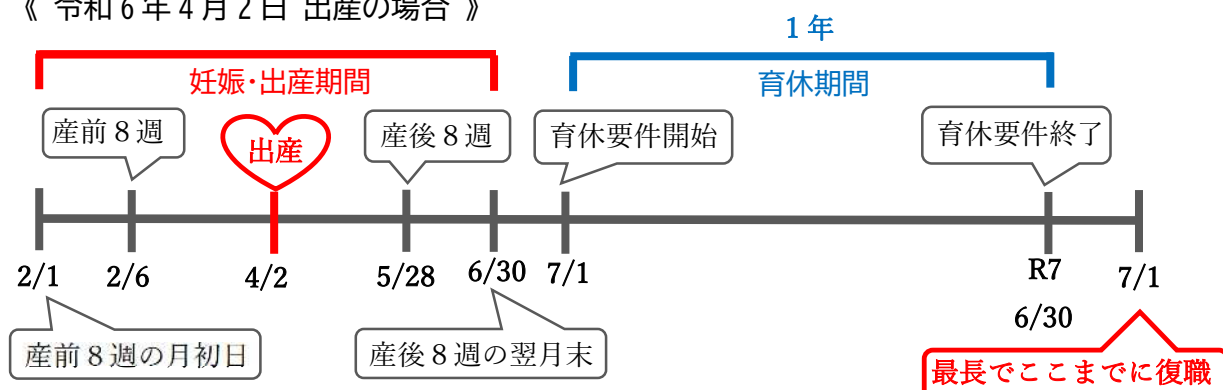 《 令和6年4月2日 出産の場合 》
1年
妊娠・出産期間
育休期間
産前８週
出産
産後８週
育休要件開始
育休要件終了
2/1
2/6
4/2
5/28
6/30
7/1
R7
6/30
7/1
産前８週の月初日
産後８週の翌月末
最長でここまでに復職